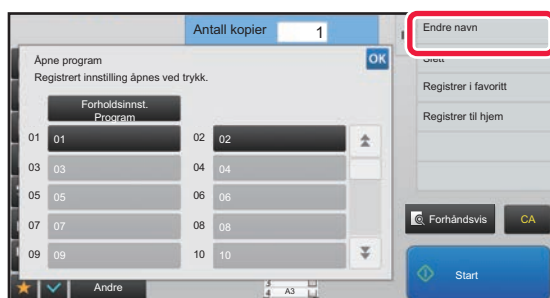 Antall kopier 1
Endre navn
Slett
Registrer i favoritt
Registrer til hjem
Åpne program
OK
Registrert innstilling åpnes ved trykk.
Forholdsinnst.
Program
01 01
02 02
03 03
04 04
05 05
06 06
07 07
08 08
09 09
10 10
Forhåndsvis
CA
Andre
3
4 A3
Start